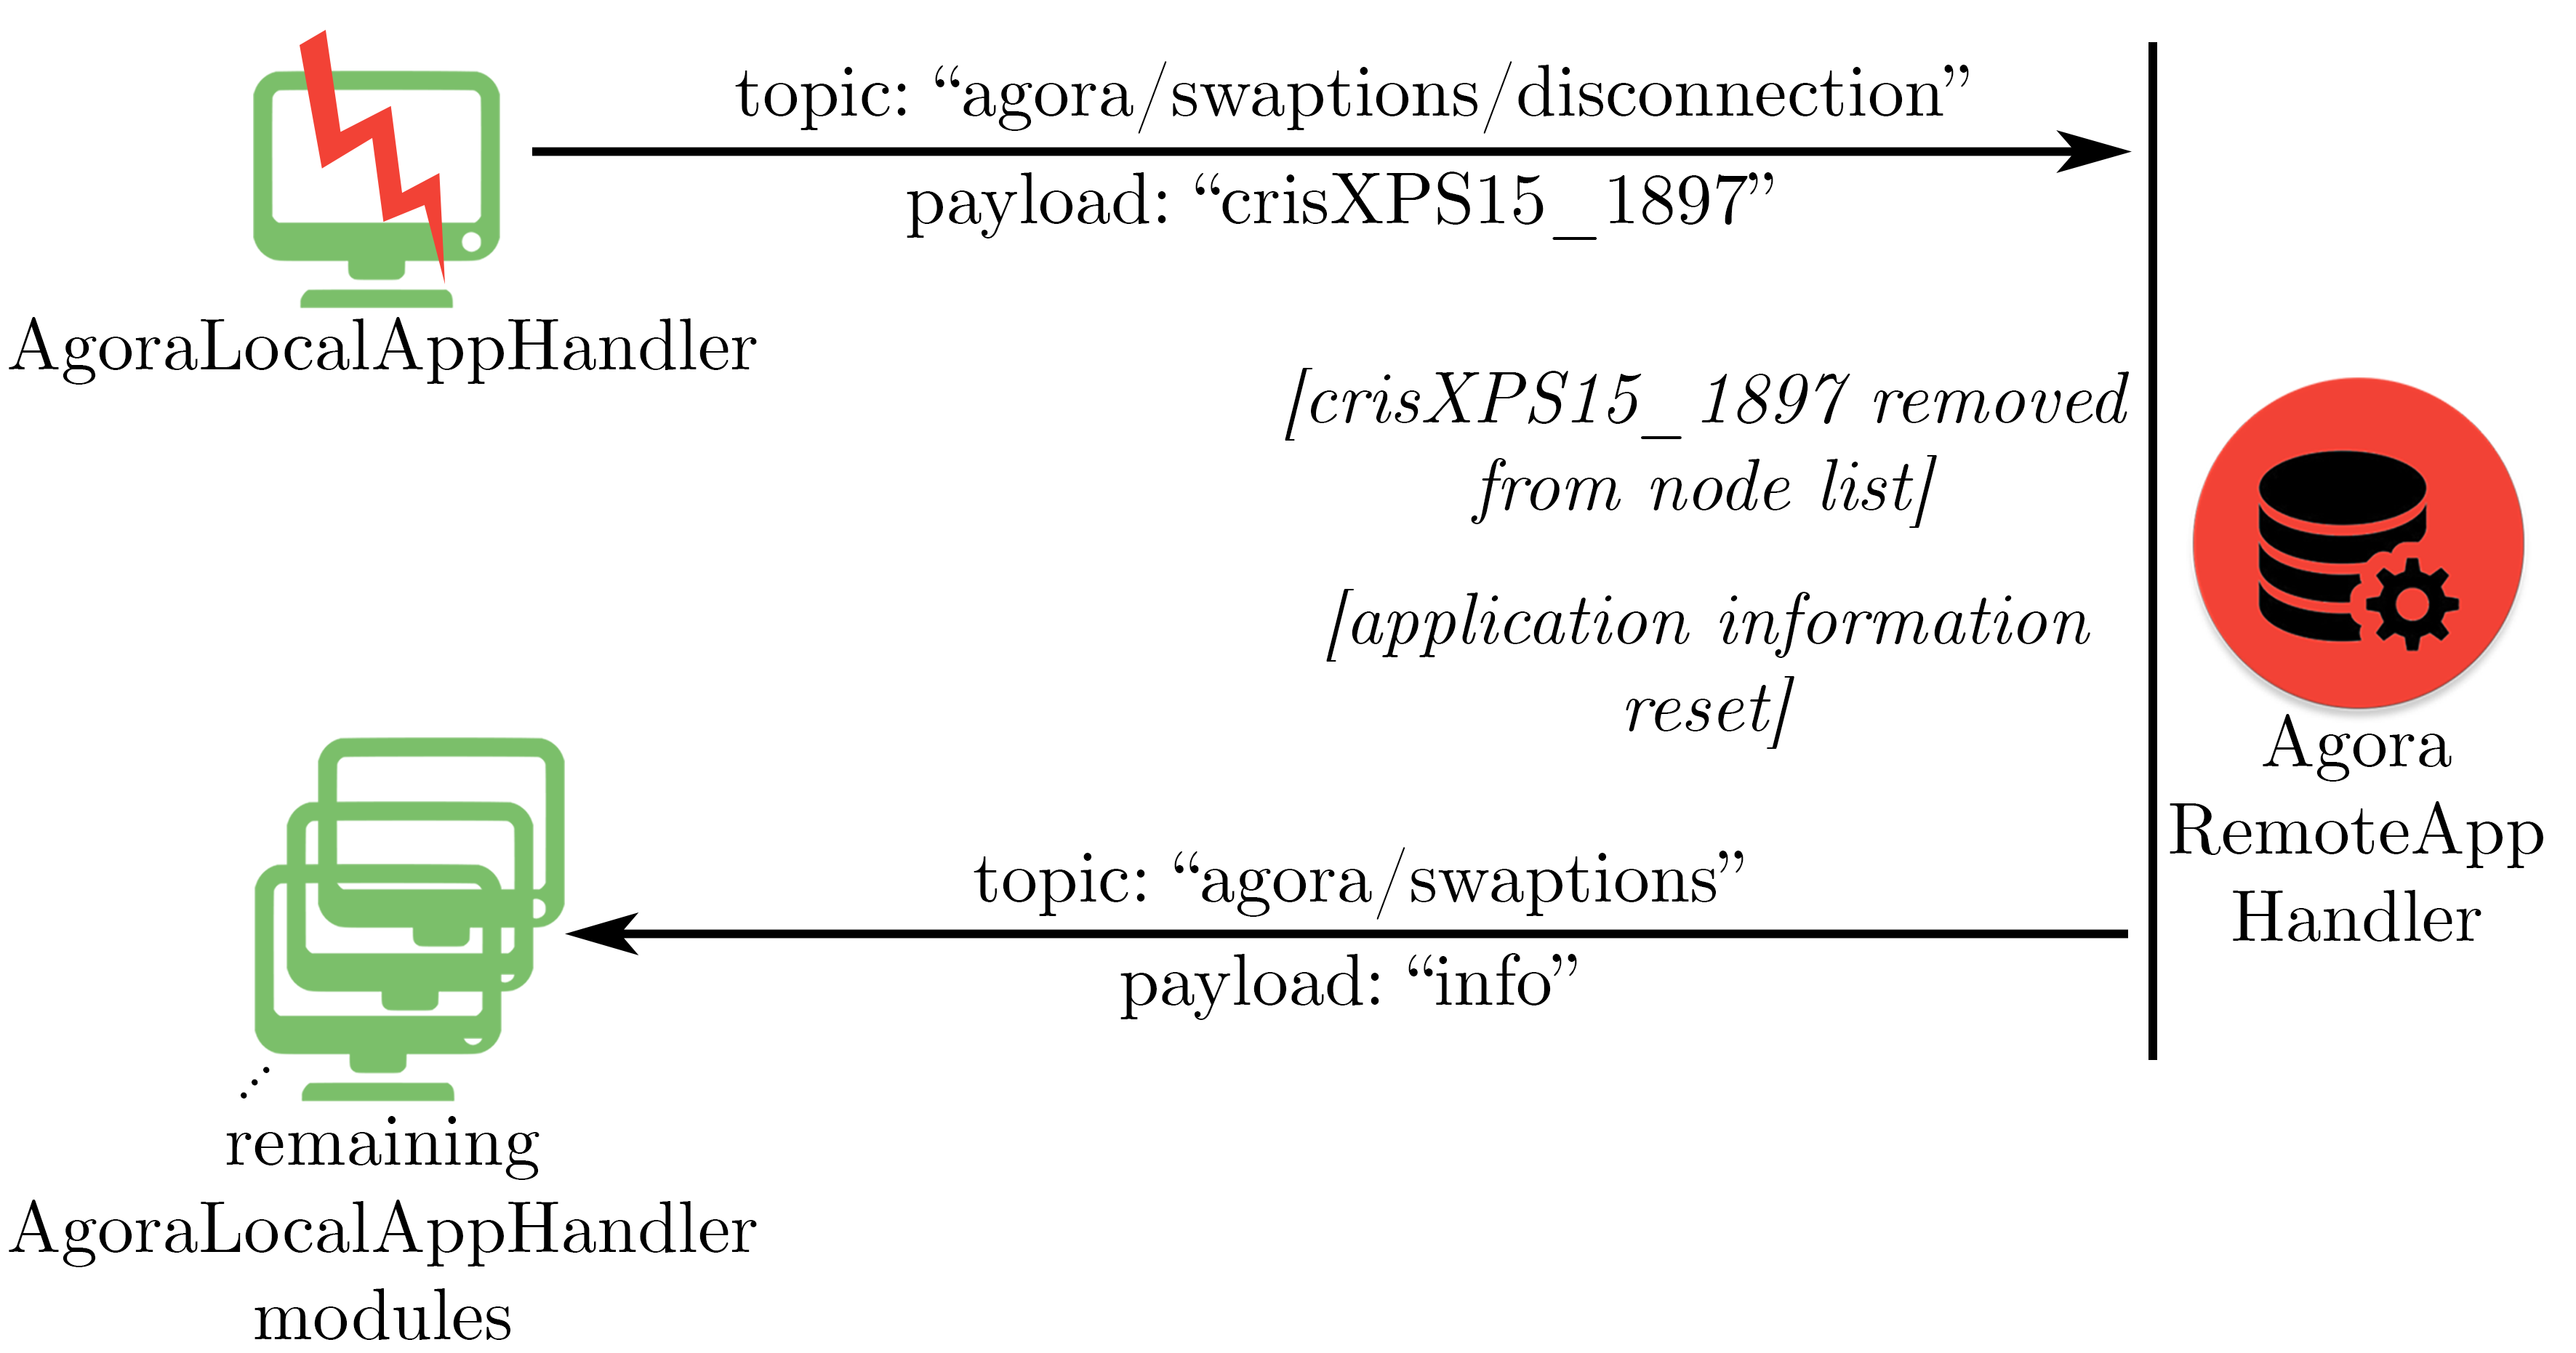 topic: “agora/swaptions/disconnection”
payload: “crisXPS15_1897”
AgoraLocalAppHandler
[crisXPS15_1897 removed
from node list]
[application information
reset]
Agora
RemoteApp
Handler
topic: “agora/swaptions”
payload: “info”
remaining
AgoraLocalAppHandler
modules